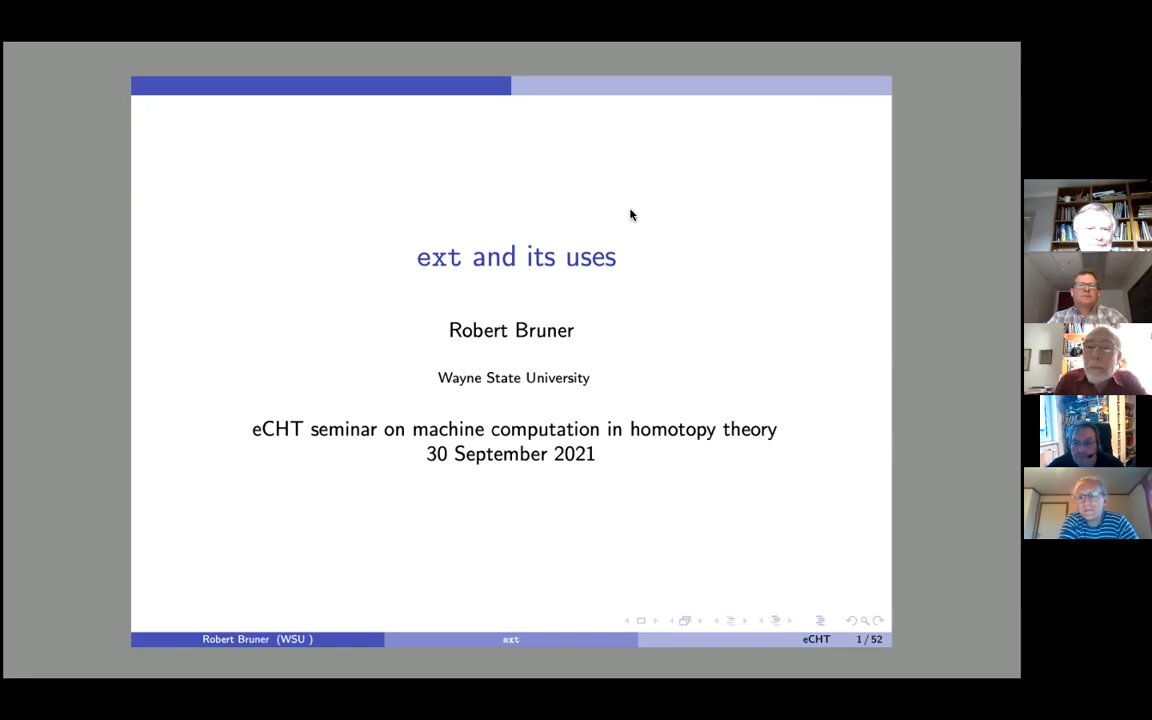 ext and its uses
Robert Bruner
Wayne State University
eCHT seminar on machine computation in homotopy theory
30 September 2021
Robert Bruner (WSU )
ext
eCHT
1 / 52